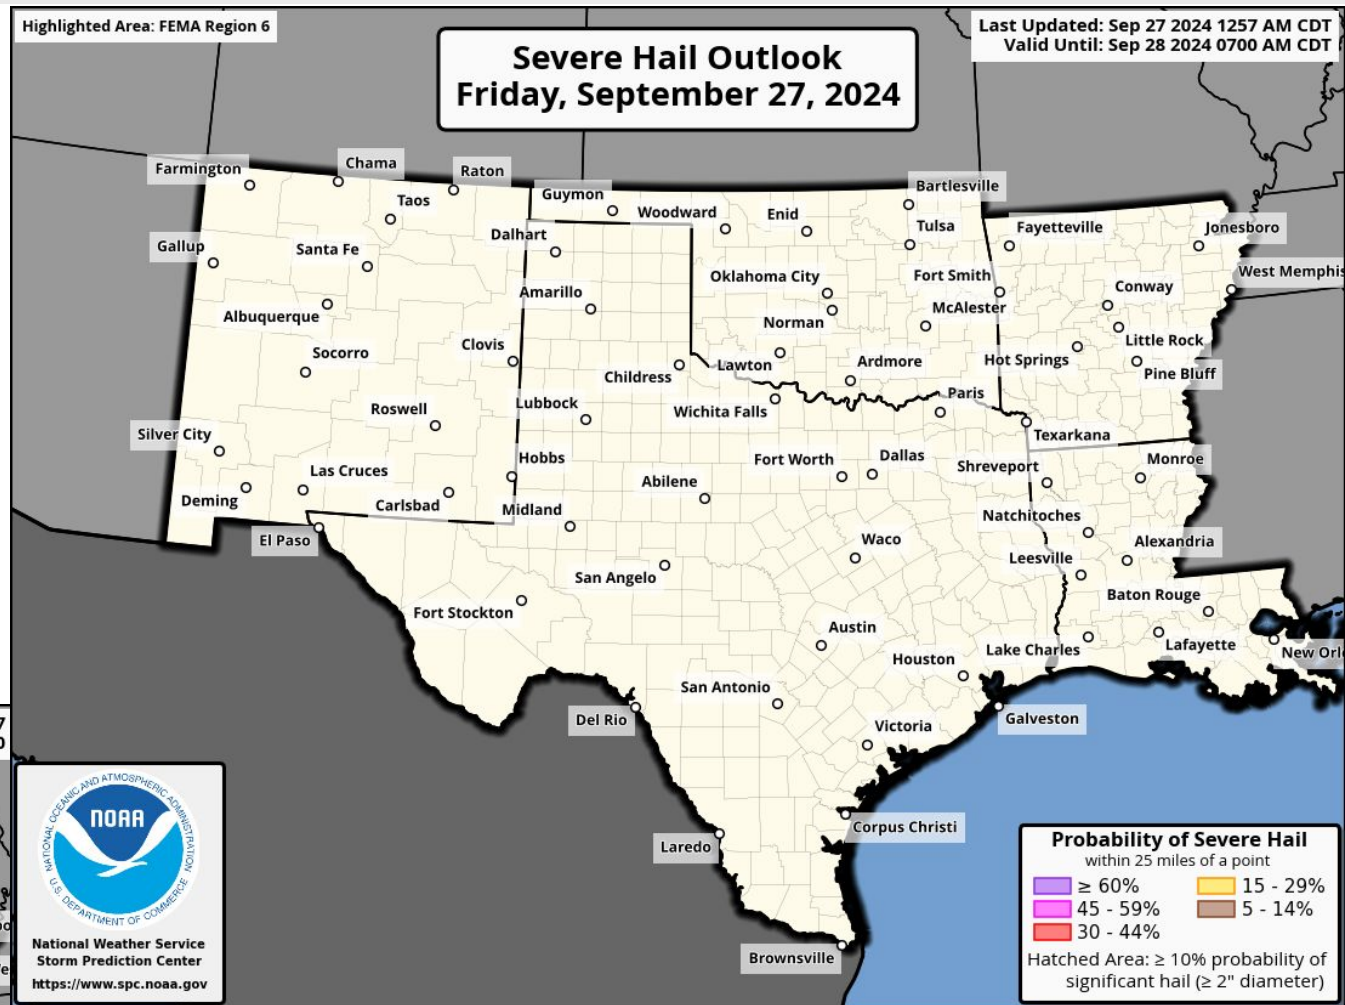 Highlighted Area: FEMA Region 6
Severe Hail Outlook
Friday, September 27, 2024
Last Updated: Sep 27 2024 1257 AM CDT
Valid Until: Sep 28 2024 0700 AM CDT
Farmington
Chama
Raton
Taos
Guymon
Woodward
Enid
Bartlesville
Tulsa
Fayetteville
Jonesboro
Gallup
Santa Fe
Dalhart
Oklahoma City
Fort Smith
West Memphis
Amarillo
Conway
Albuquerque
Norman
McAlester
Socorro
Clovis
Childress
Lawton
Ardmore
Hot Springs
Little Rock
Pine Bluff
Roswell
Lubbock
Wichita Falls
Paris
Silver City
Texarkana
Las Cruces
Hobbs
Fort Worth
Dallas
Shreveport
Monroe
Deming
Carlsbad
Midland
Abilene
Natchitoches
El Paso
Waco
Leesville
Alexandria
San Angelo
Fort Stockton
Baton Rouge
Austin
Houston
Lake Charles
Lafayette
New Orl
San Antonio
Del Rio
Victoria
Galveston
Corpus Christi
Laredo
Brownsville
7
0
NATIONAL OCEANIC AND ATMOSPHERIC ADMINISTRATION
NOAA
U.S. DEPARTMENT OF COMMERCE
National Weather Service
Storm Prediction Center
https://www.spc.noaa.gov
Probability of Severe Hail
within 25 miles of a point
≥ 60%
15 - 29%
45 - 59%
5 - 14%
30 - 44%
Hatched Area: ≥ 10% probability of
significant hail (≥ 2" diameter)